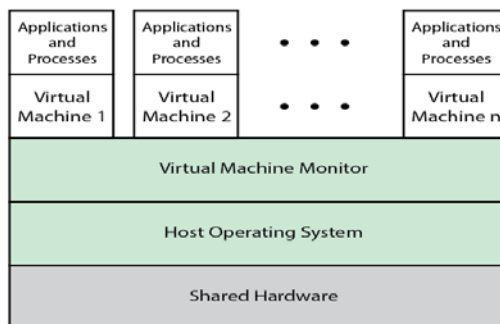 Applications
and
Processes
Applications
and
Processes
Applications
and
Processes
Virtual
Machine 1
Virtual
Machine 2
Virtual
Machine n
Virtual Machine Monitor
Host Operating System
Shared Hardware